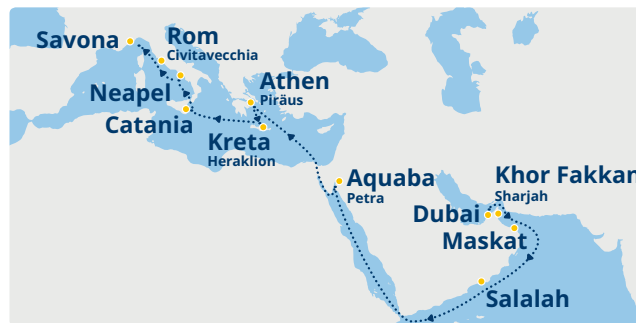 Savona
Rom
Civitavecchia
Neapel
Catania
Athen
Piräus
Kreta
Heraklion
Aquaba
Petra
Khor Fakkan
Sharjah
Dubai
Maskat
Salalah